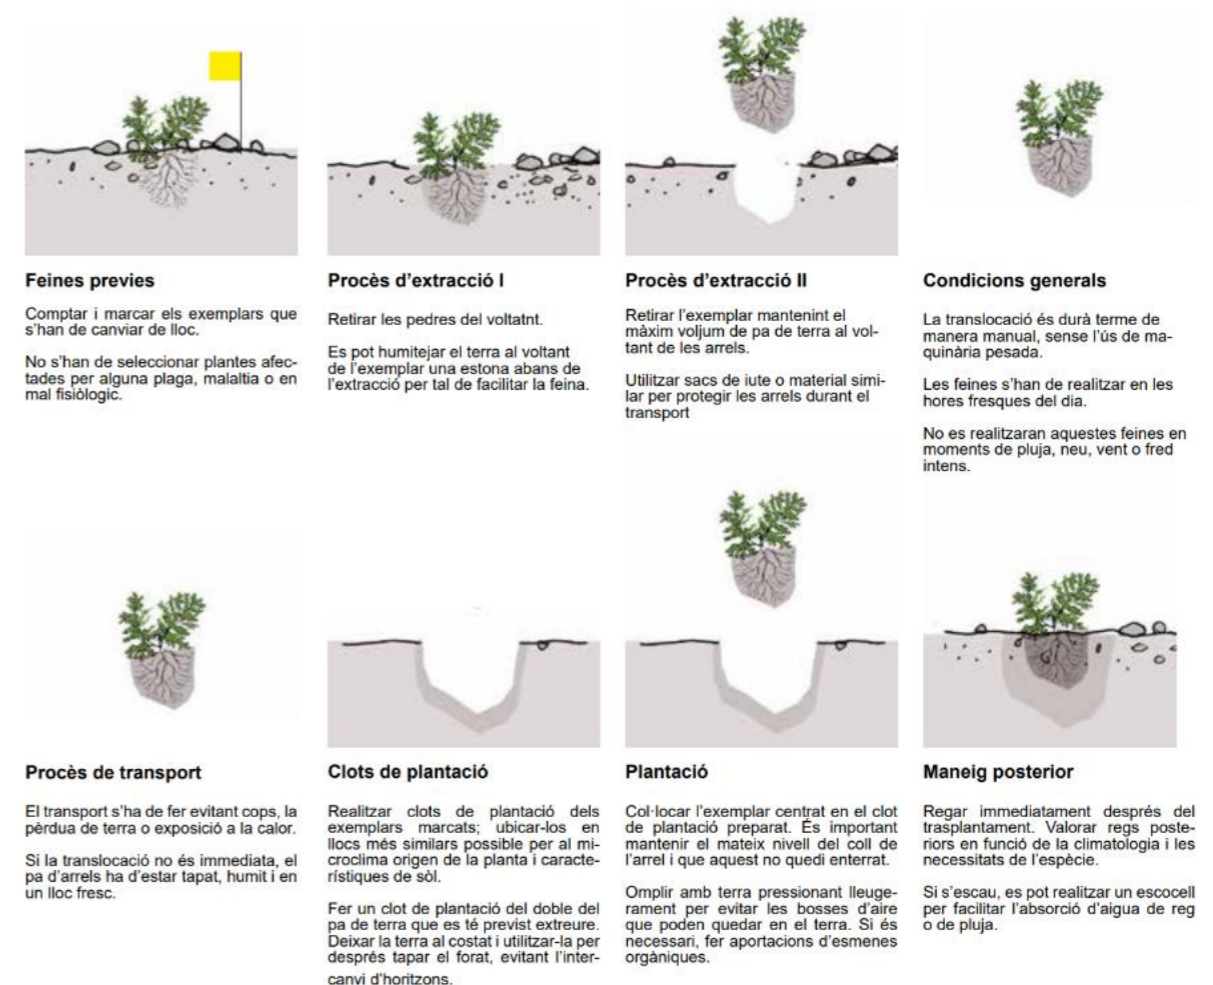 Feines previes
Comptar i marcar els exemplars que
s'han de canviar de lloc.
No s'han de seleccionar plantes afec-
tades per alguna plaga, malaltia o en
mal fisiòlogic.
Procès d'extracció I
Retirar les pedres del voltatnt.
Es pot humitejar el terra al voltant
de l'exemplar una estona abans de
l'extracció per tal de facilitar la feina.
Procès d'extracció II
Retirar l'exemplar mantenint el
màxim voljum de pa de terra al vol-
tant de les arrels.
Utilitzar sacs de iute o material simi-
lar per protegir les arrels durant el
transport
Condicions generals
La translocació és durà terme de
manera manual, sense l'ús de ma-
quinària pesada.
Les feines s'han de realitzar en les
hores fresques del dia.
No es realitzaran aquestes feines en
moments de pluja, neu, vent o fred
intens.
Procès de transport
El transport s'ha de fer evitant cops, la
pèrdua de terra o exposició a la calor.
Si la translocació no és immediata, el
pa d'arrels ha d'estar tapat, humit i en
un lloc fresc.
Clots de plantació
Realitzar clots de plantació dels
exemplars marcats; ubicar-los en
llocs més similars possible per al mi-
croclima origen de la planta i caracte-
rístiques de sòl.
Fer un clot de plantació del doble del
pa de terra que es té previst extreure.
Deixar la terra al costat i utilitzar-la per
després tapar el forat, evitant l'inter-
canvi d'horitzons.
Plantació
Col·locar l'exemplar centrat en el clot
de plantació preparat. És important
mantenir el mateix nivell del coll de
l'arrel i que aquest no quedi enterrat.
Omplir amb terra pressionant lleuge-
rament per evitar les bosses d'aire
que poden quedar en el terra. Si és
necessari, fer aportacions d'esmenes
orgàniques.
Maneig posterior
Regar immediatament després del
trasplantament. Valorar regs poste-
riors en funció de la climatologia i les
necessitats de l'espècie.
Si s'escau, es pot realitzar un escocell
per facilitar l'absorció d'aigua de reg
o de pluja.